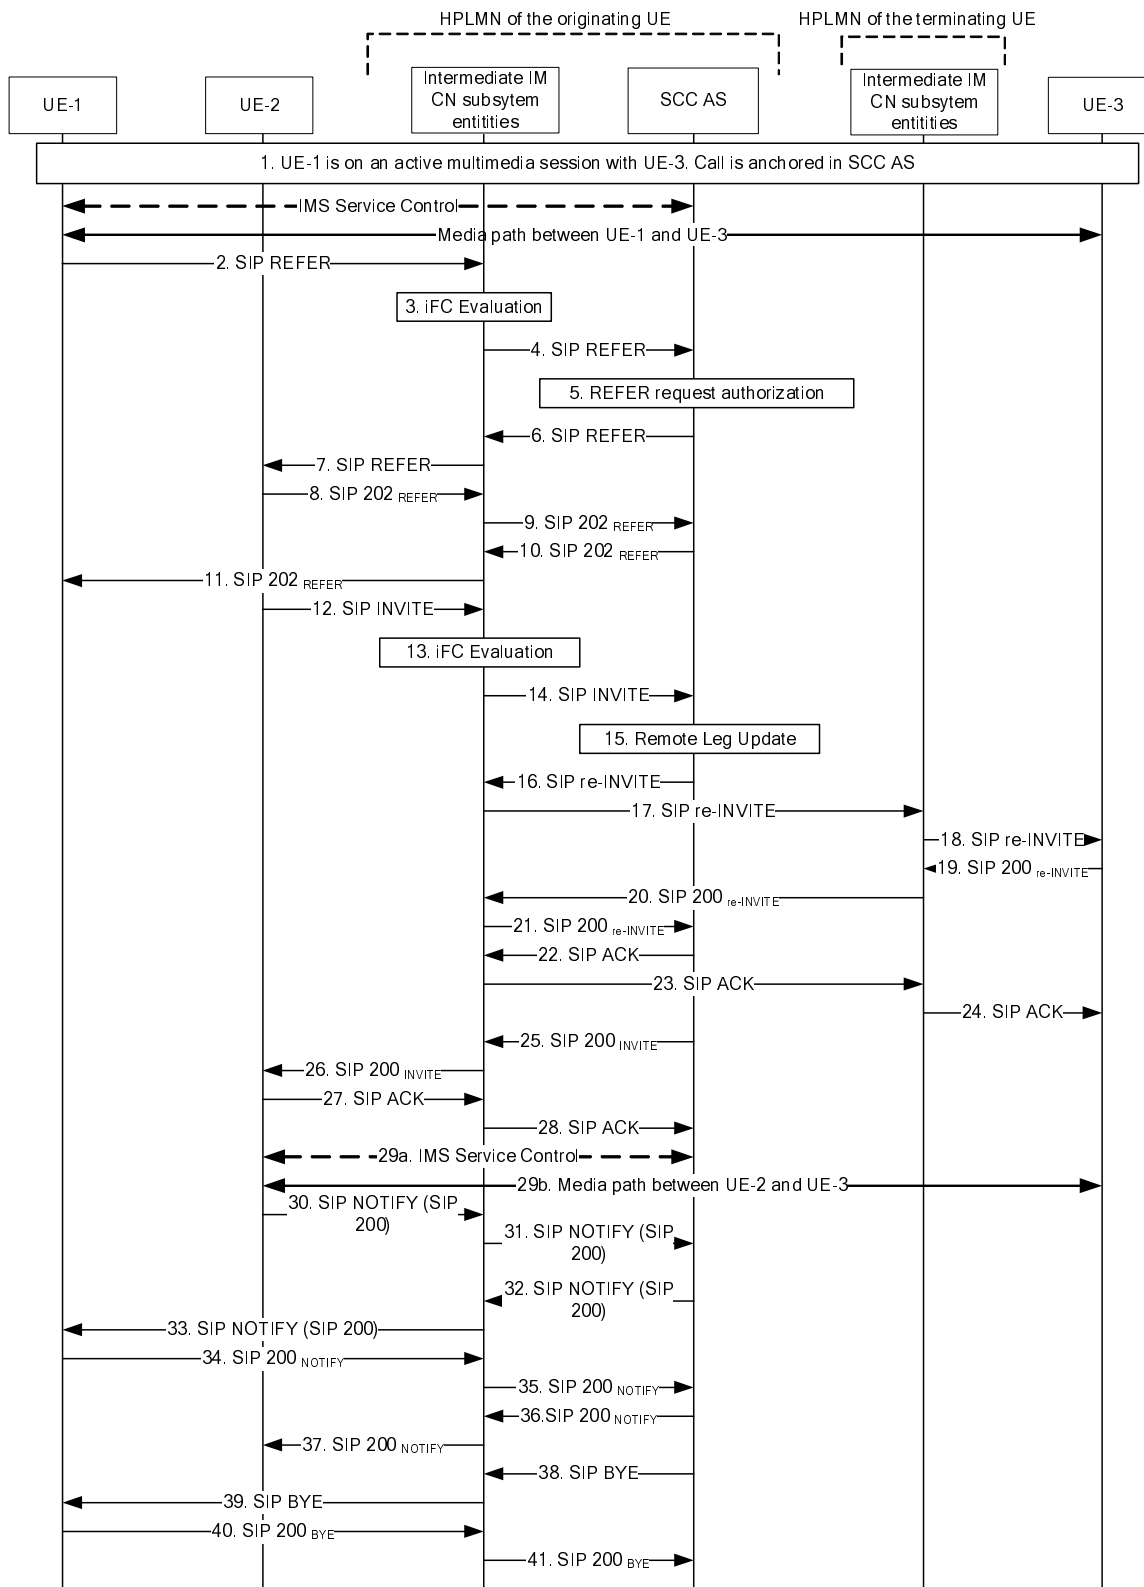 HPLMN of the originating UE
HPLMN of the terminating UE
UE-1
UE-2
Intermediate IM
CN subsytem
entitities
SCC AS
Intermediate IM
CN subsytem
entitities
UE-3
1. UE-1 is on an active multimedia session with UE-3. Call is anchored in SCC AS
IMS Service Control
Media path between UE-1 and UE-3
2. SIP REFER
3. iFC Evaluation
4. SIP REFER
5. REFER request authorization
6. SIP REFER
7. SIP REFER
8. SIP 202 REFER
9. SIP 202 REFER
10. SIP 202 REFER
11. SIP 202 REFER
12. SIP INVITE
13. iFC Evaluation
14. SIP INVITE
15. Remote Leg Update
16. SIP re-INVITE
17. SIP re-INVITE
18. SIP re-INVITE
19. SIP 200 re-INVITE
20. SIP 200 re-INVITE
21. SIP 200 re-INVITE
22. SIP ACK
23. SIP ACK
24. SIP ACK
25. SIP 200 INVITE
26. SIP 200 INVITE
27. SIP ACK
28. SIP ACK
29a. IMS Service Control
29b. Media path between UE-2 and UE-3
30. SIP NOTIFY (SIP
200)
31. SIP NOTIFY (SIP
200)
32. SIP NOTIFY (SIP
200)
33. SIP NOTIFY (SIP 200)
34. SIP 200 NOTIFY
35. SIP 200 NOTIFY
36.SIP 200 NOTIFY
37. SIP 200 NOTIFY
38. SIP BYE
39. SIP BYE
40. SIP 200 BYE
41. SIP 200 BYE